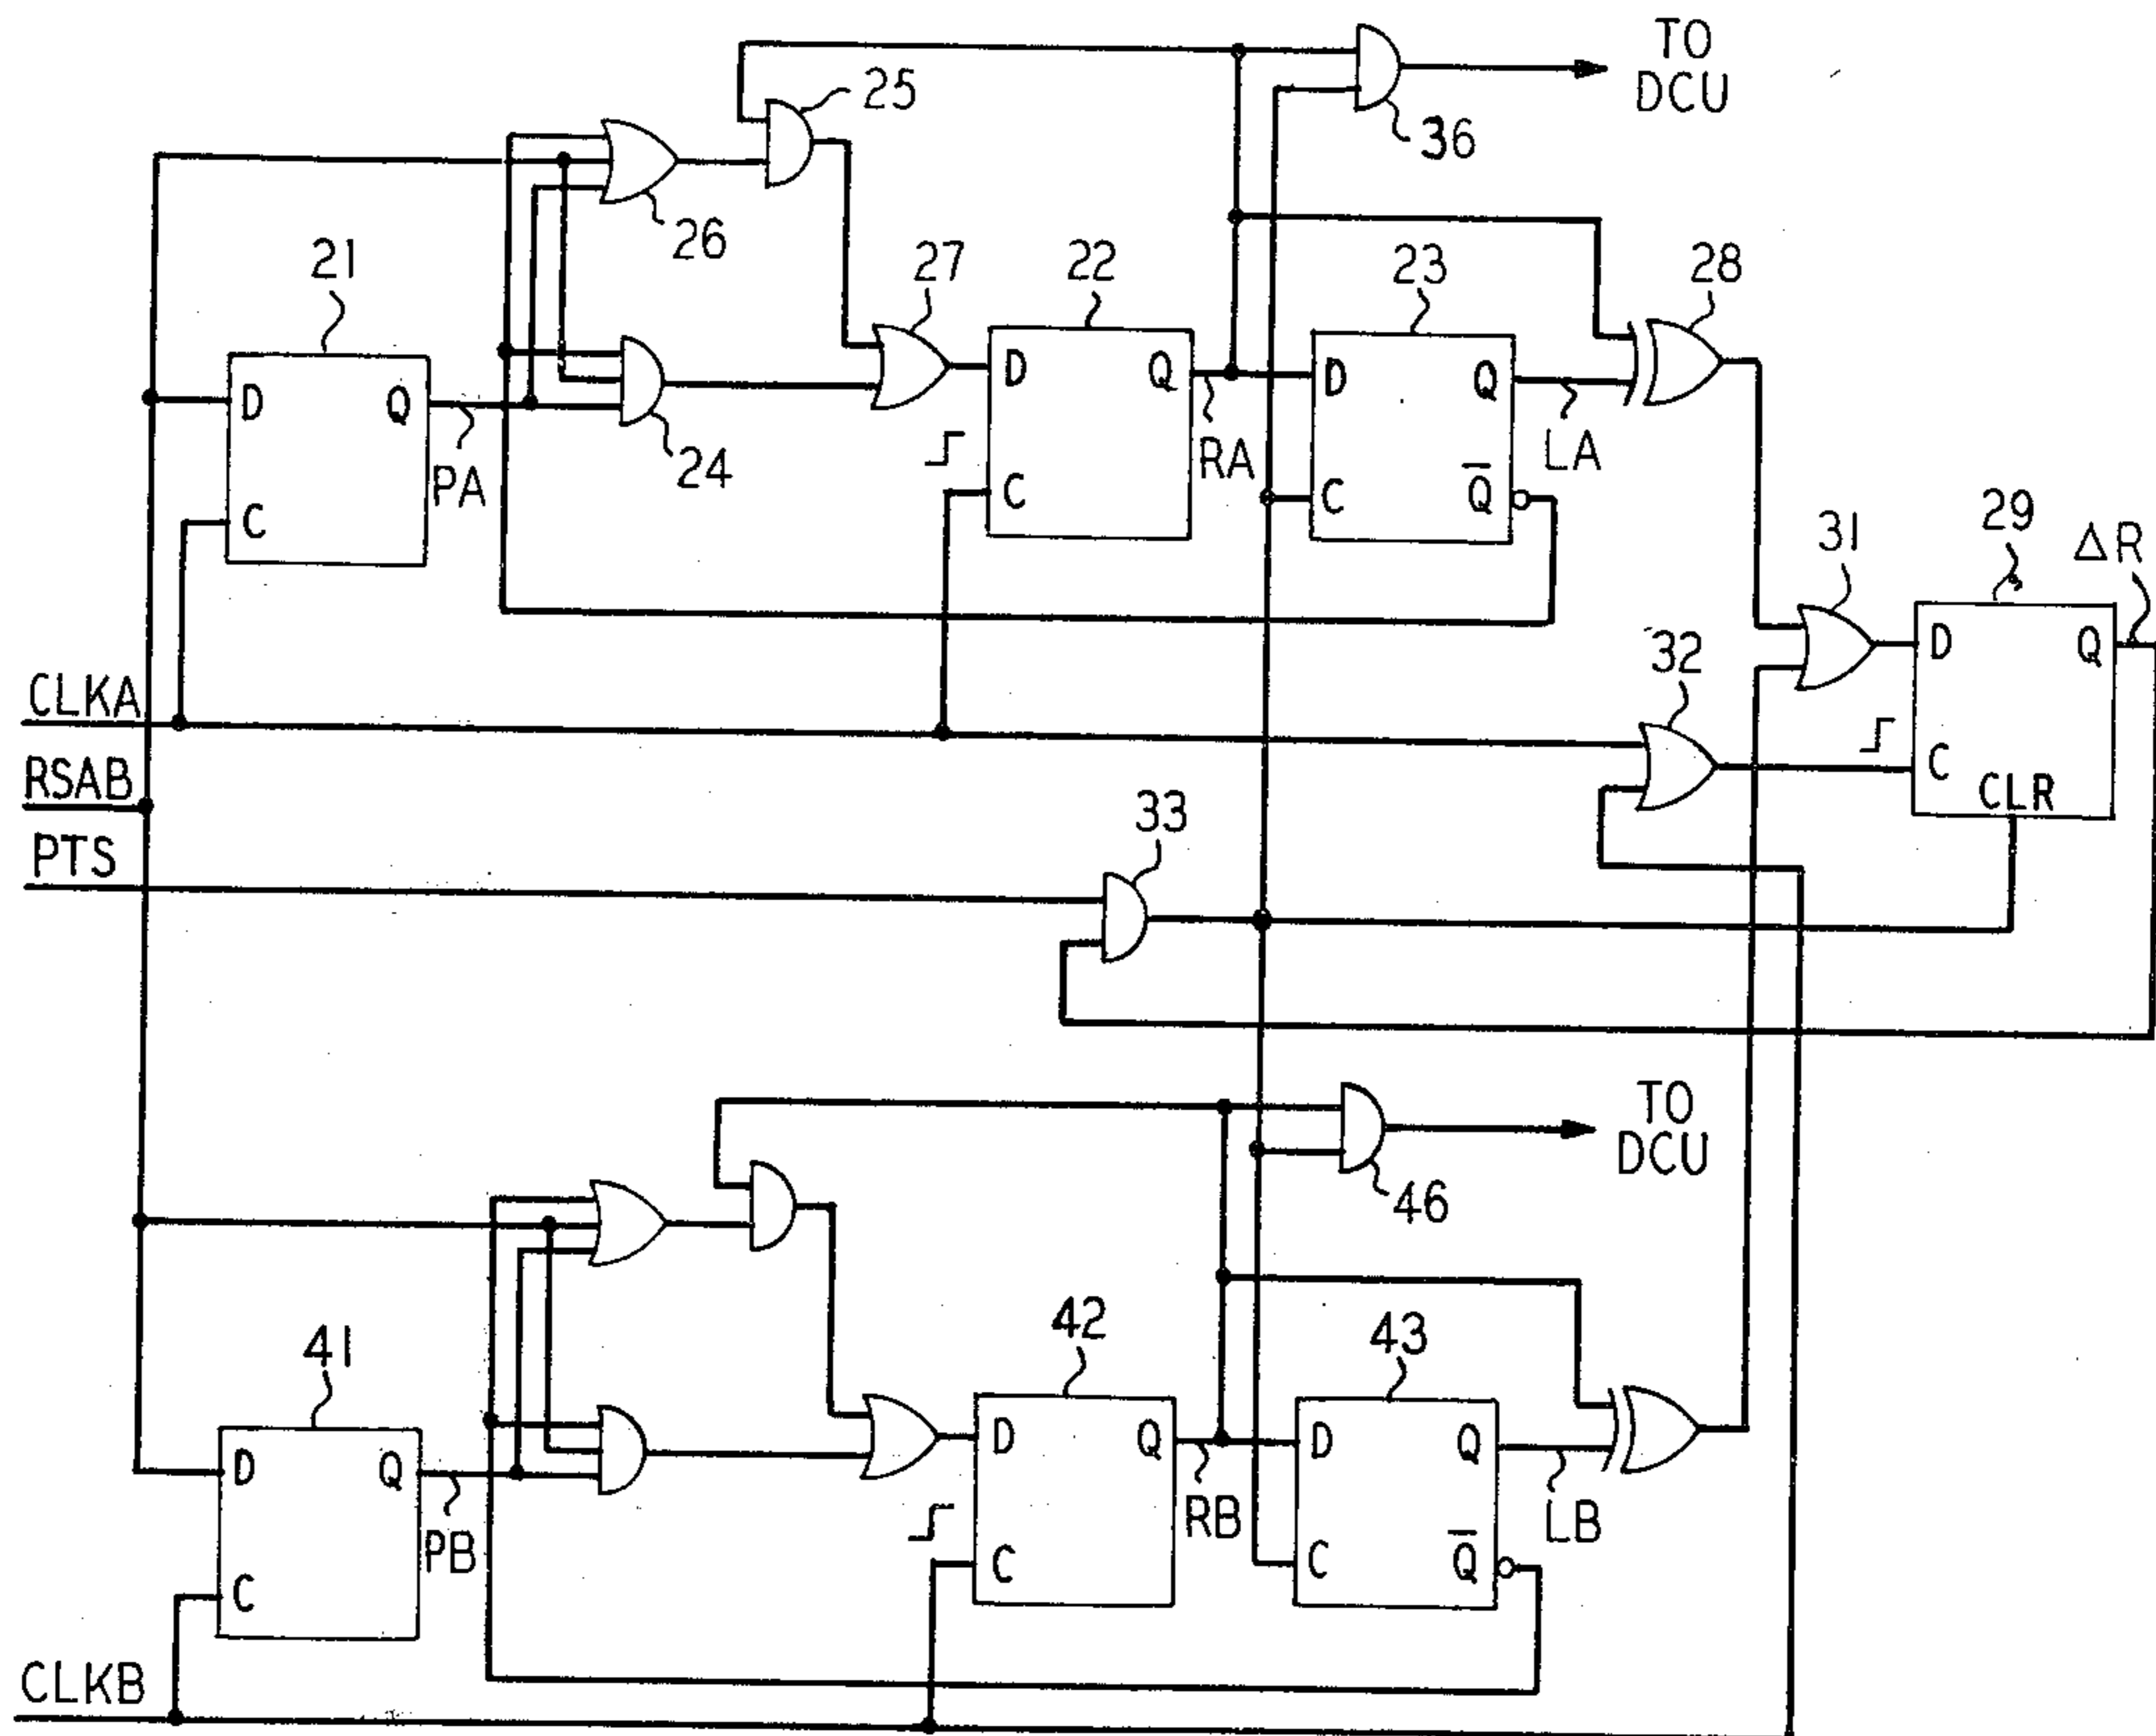 TO
DCU
25
36
26
21
27
22
23
28
D Q
D Q
D Q
PA
24
RA
LA
C
C
C Q̅
31
29
ΔR
32
D Q
CLKA
RSAB
C
CLR
33
PTS
TO
DCU
46
41
42
43
D Q
D Q
D Q
PB
RB
LB
C
C
C Q̅
CLKB